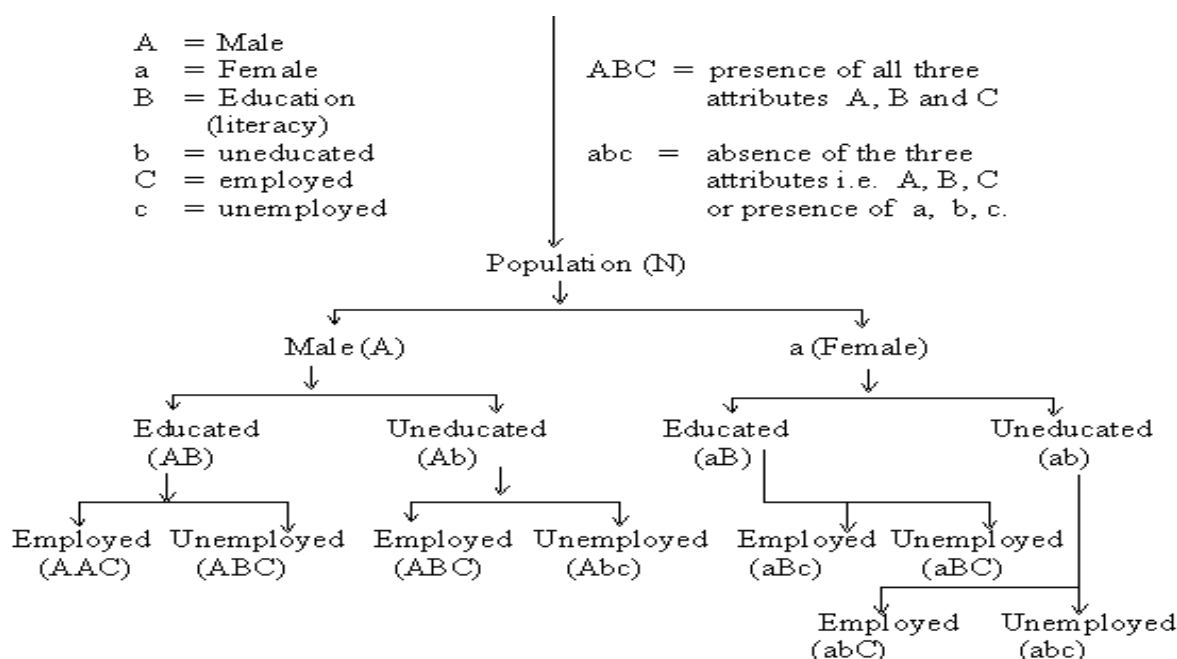 A = Male
a = Female
B = Education
(literacy)
b = uneducated
C = employed
c = unemployed
ABC = presence of all three
attributes A, B and C
abc = absence of the three
attributes i.e. A, B, C
or presence of a, b, c.
Population (N)
Male (A) a (Female)
Educated Uneducated Educated Uneducated
(AB) (Ab) (aB) (ab)
Employed Unemployed Employed Unemployed Employed Unemployed
(AAC) (ABC) (ABC) (Abc) (aBc) (aBC)
Employed Unemployed
(abC) (abc)